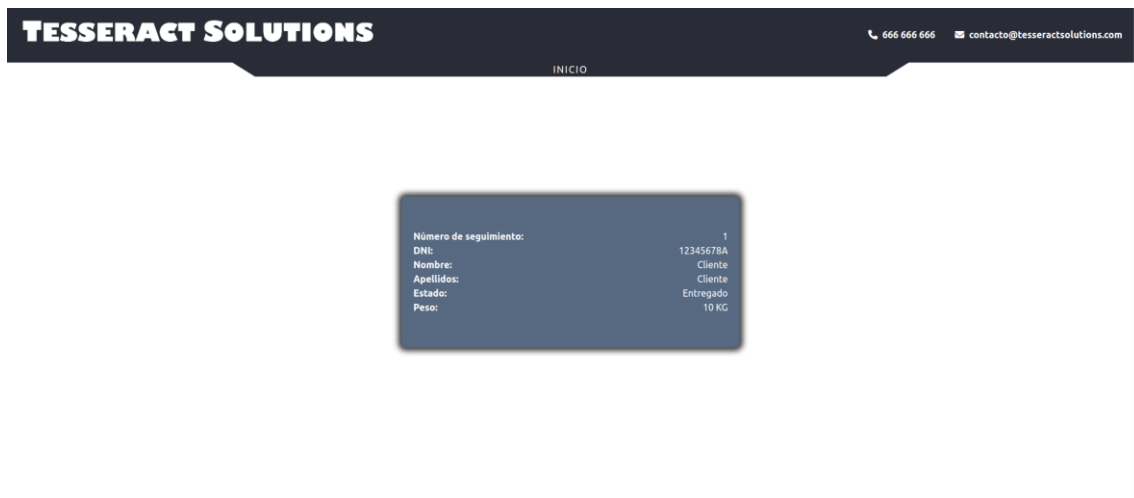 TESSERACT SOLUTIONS
666 666 666 contacto@tesseractsolutions.com
INICIO
Número de seguimiento: 1
DNI: 12345678A
Nombre: Cliente
Apellidos: Cliente
Estado: Entregado
Peso: 10 KG